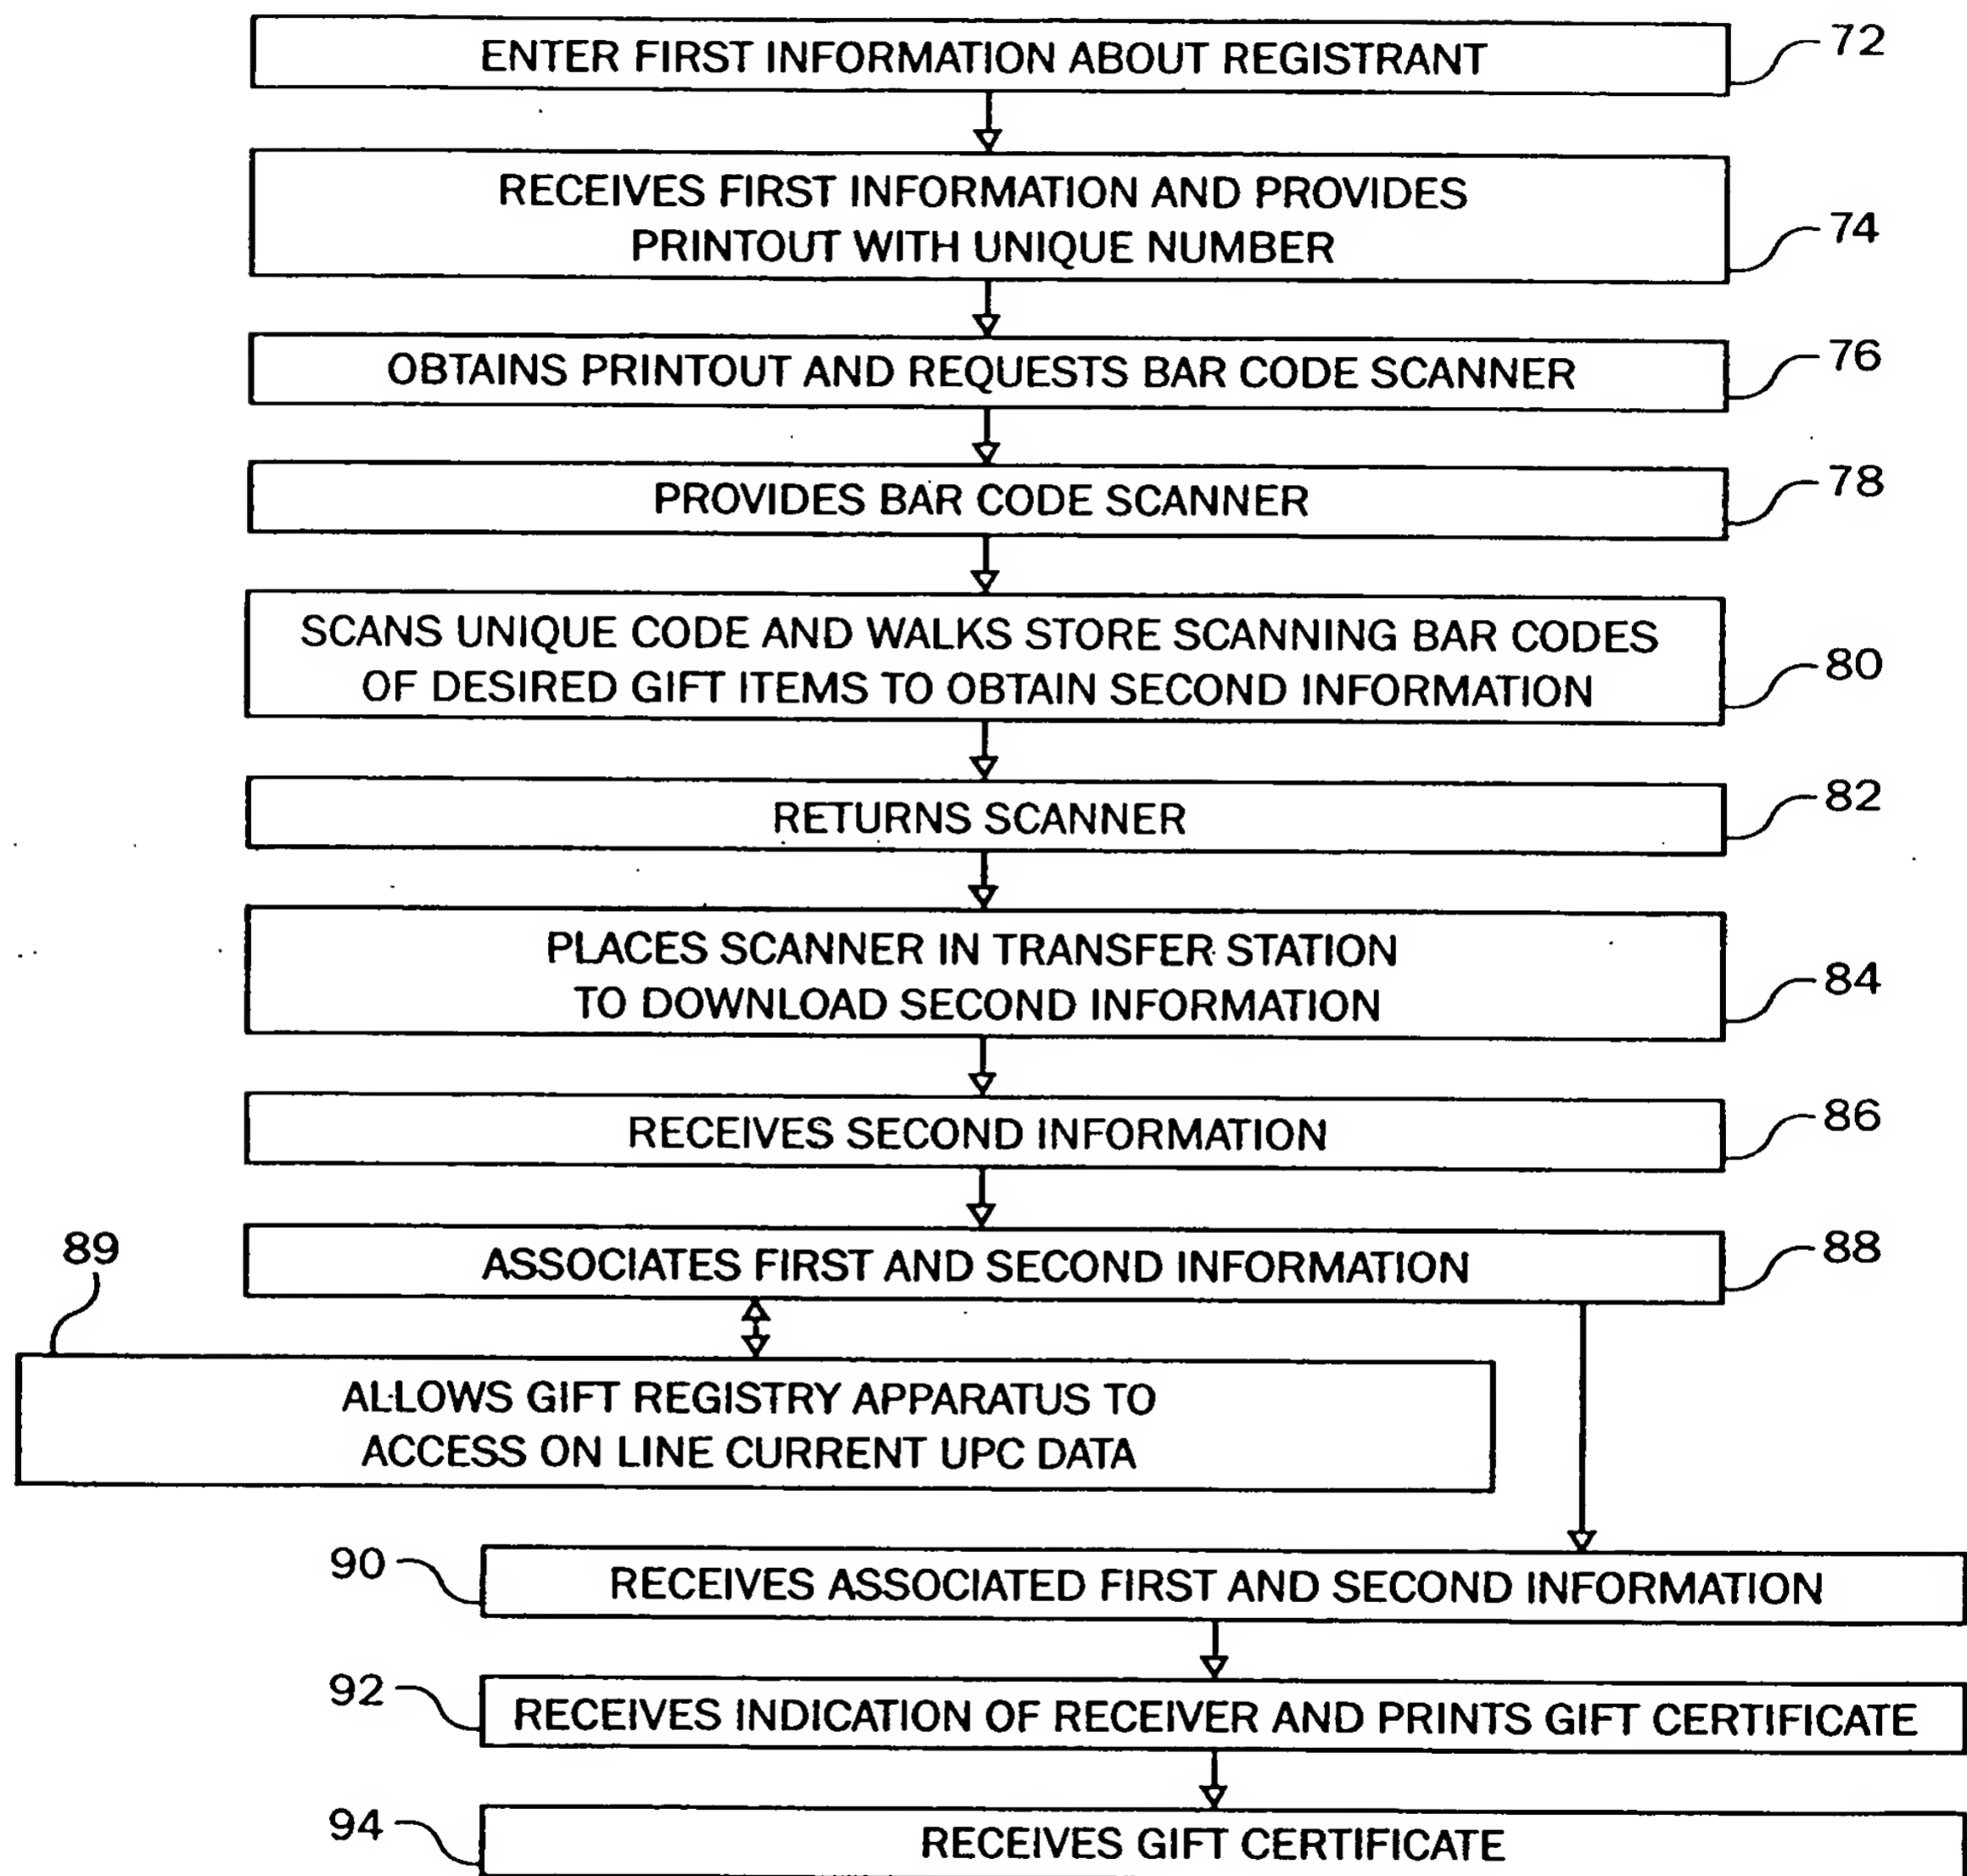 ENTER FIRST INFORMATION ABOUT REGISTRANT
72
RECEIVES FIRST INFORMATION AND PROVIDES
PRINTOUT WITH UNIQUE NUMBER
74
OBTAINS PRINTOUT AND REQUESTS BAR CODE SCANNER
76
PROVIDES BAR CODE SCANNER
78
SCANS UNIQUE CODE AND WALKS STORE SCANNING BAR CODES
OF DESIRED GIFT ITEMS TO OBTAIN SECOND INFORMATION
80
RETURNS SCANNER
82
PLACES SCANNER IN TRANSFER STATION
TO DOWNLOAD SECOND INFORMATION
84
RECEIVES SECOND INFORMATION
86
ASSOCIATES FIRST AND SECOND INFORMATION
88
89
ALLOWS GIFT REGISTRY APPARATUS TO
ACCESS ON LINE CURRENT UPC DATA
90
RECEIVES ASSOCIATED FIRST AND SECOND INFORMATION
92
RECEIVES INDICATION OF RECEIVER AND PRINTS GIFT CERTIFICATE
94
RECEIVES GIFT CERTIFICATE